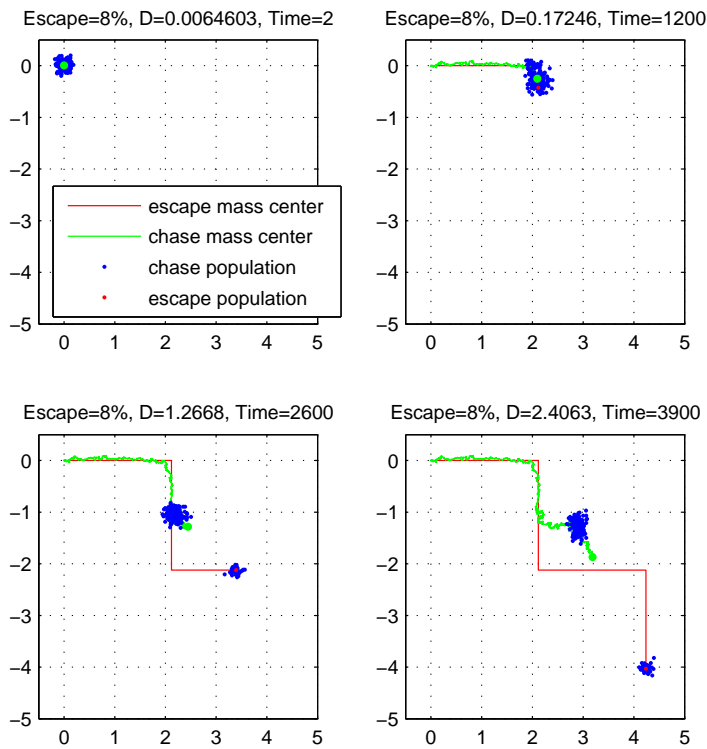 Escape=8%, D=0.0064603, Time=2
Escape=8%, D=0.17246, Time=1200
0
−1
−2
−3
−4
−5
0 1 2 3 4 5
escape mass center
chase mass center
chase population
escape population
0
−1
−2
−3
−4
−5
0 1 2 3 4 5
Escape=8%, D=1.2668, Time=2600
Escape=8%, D=2.4063, Time=3900
0
−1
−2
−3
−4
−5
0 1 2 3 4 5
0
−1
−2
−3
−4
−5
0 1 2 3 4 5